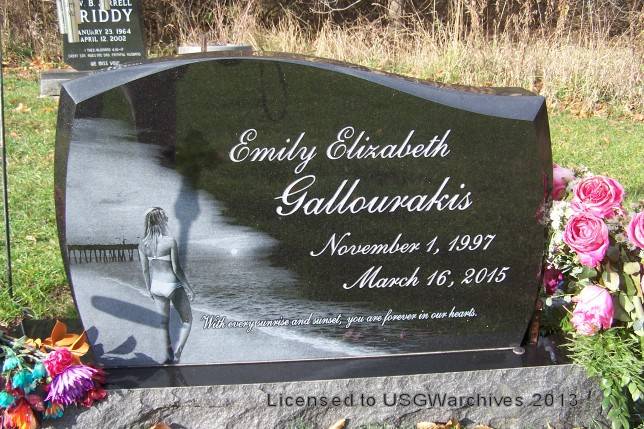 RIDDY
JANUARY 23, 1964
APRIL 12, 2002
Emily Elizabeth
Gallourakis
November 1, 1997
March 16, 2015
With every sunrise and sunset, you are forever in our hearts.
Licensed to USGWarchives 2013